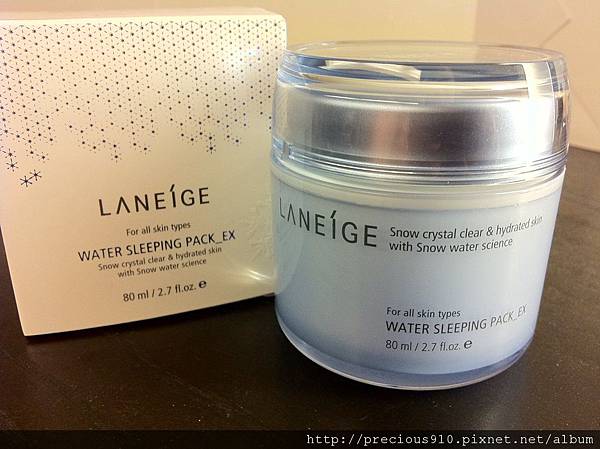 LANEÍGE
For all skin types
WATER SLEEPING PACK_EX
Snow crystal clear & hydrated skin
with Snow water science
80 ml / 2.7 fl.oz. e
LANEÍGE
Snow crystal clear & hydrated skin
with Snow water science
For all skin types
WATER SLEEPING PACK_EX
80 ml / 2.7 fl.oz. e
http://precious910.pixnet.net/album